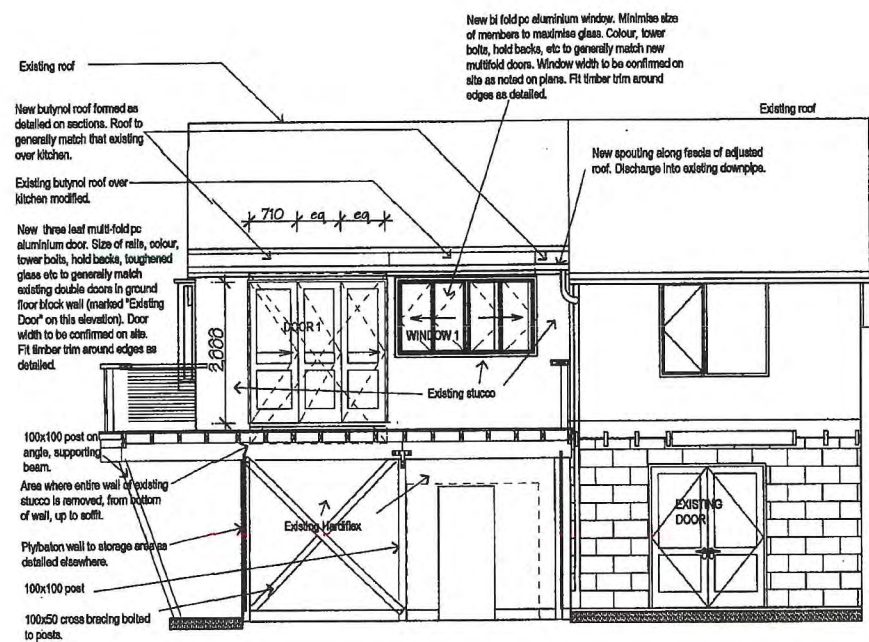 New bi fold pc aluminium window. Minimise size
of members to maximise glass. Colour, tower
bolts, hold backs, etc to generally match new
multifold doors. Window width to be confirmed on
site as noted on plans. Fit timber trim around
edges as detailed.
Existing roof
Existing roof
New butynol roof formed as
detailed on sections. Roof to
generally match that existing
over kitchen.
New spouting along fascia of adjusted
roof. Discharge into existing downpipe.
Existing butynol roof over
kitchen modified.
710 eq eq
New three leaf multi-fold pc
aluminium door. Size of rails, colour,
tower bolts, hold backs, toughened
glass etc to generally match
existing double doors in ground
floor block wall (marked "Existing
Door" on this elevation). Door
width to be confirmed on site.
Fit timber trim around edges as
detailed.
DOOR 1
x
WINDOW 1
Existing stucco
100x100 post on
angle, supporting
beam.
Area where entire wall of existing
stucco is removed, from bottom
of wall, up to soffit.
Existing Hardiflex
EXISTING
DOOR
Ply/baton wall to storage area as
detailed elsewhere.
100x100 post
100x50 cross bracing bolted
to posts.